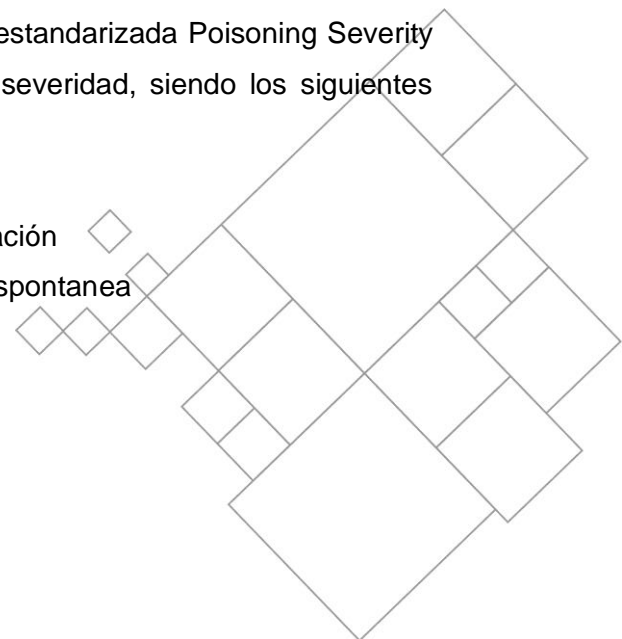 estandarizada Poisoning Severity
severidad, siendo los siguientes
ación
spontanea